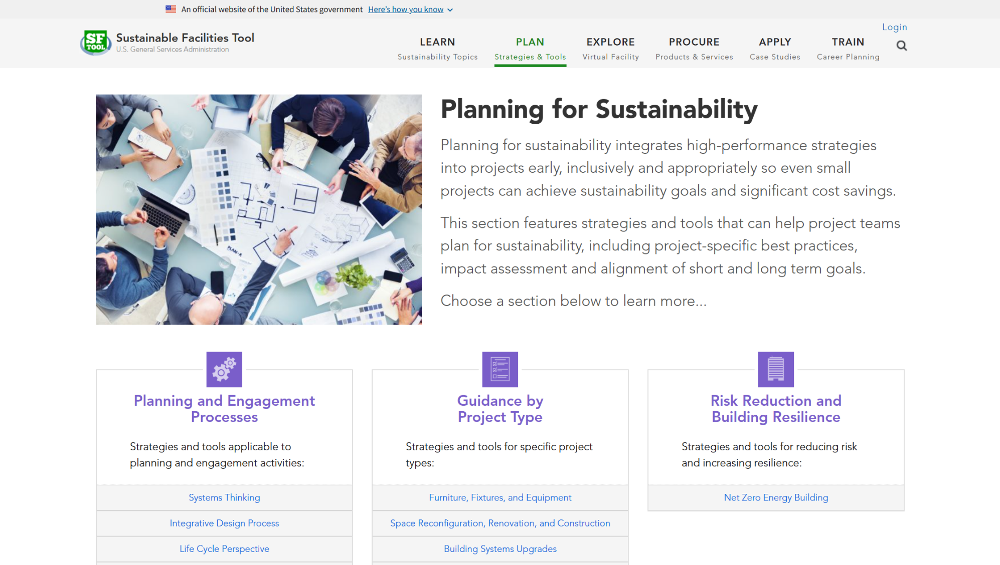 An official website of the United States government Here's how you know
Login
SF
TOOL
Sustainable Facilities Tool
U.S. General Services Administration
LEARN
Sustainability Topics
PLAN
Strategies & Tools
EXPLORE
Virtual Facility
PROCURE
Products & Services
APPLY
Case Studies
TRAIN
Career Planning
PLAN-A
Planning for Sustainability
Planning for sustainability integrates high-performance strategies
into projects early, inclusively and appropriately so even small
projects can achieve sustainability goals and significant cost savings.
This section features strategies and tools that can help project teams
plan for sustainability, including project-specific best practices,
impact assessment and alignment of short and long term goals.
Choose a section below to learn more...
Planning and Engagement
Processes
Strategies and tools applicable to
planning and engagement activities:
Systems Thinking
Integrative Design Process
Life Cycle Perspective
Guidance by
Project Type
Strategies and tools for specific project
types:
Furniture, Fixtures, and Equipment
Space Reconfiguration, Renovation, and Construction
Building Systems Upgrades
Risk Reduction and
Building Resilience
Strategies and tools for reducing risk
and increasing resilience:
Net Zero Energy Building